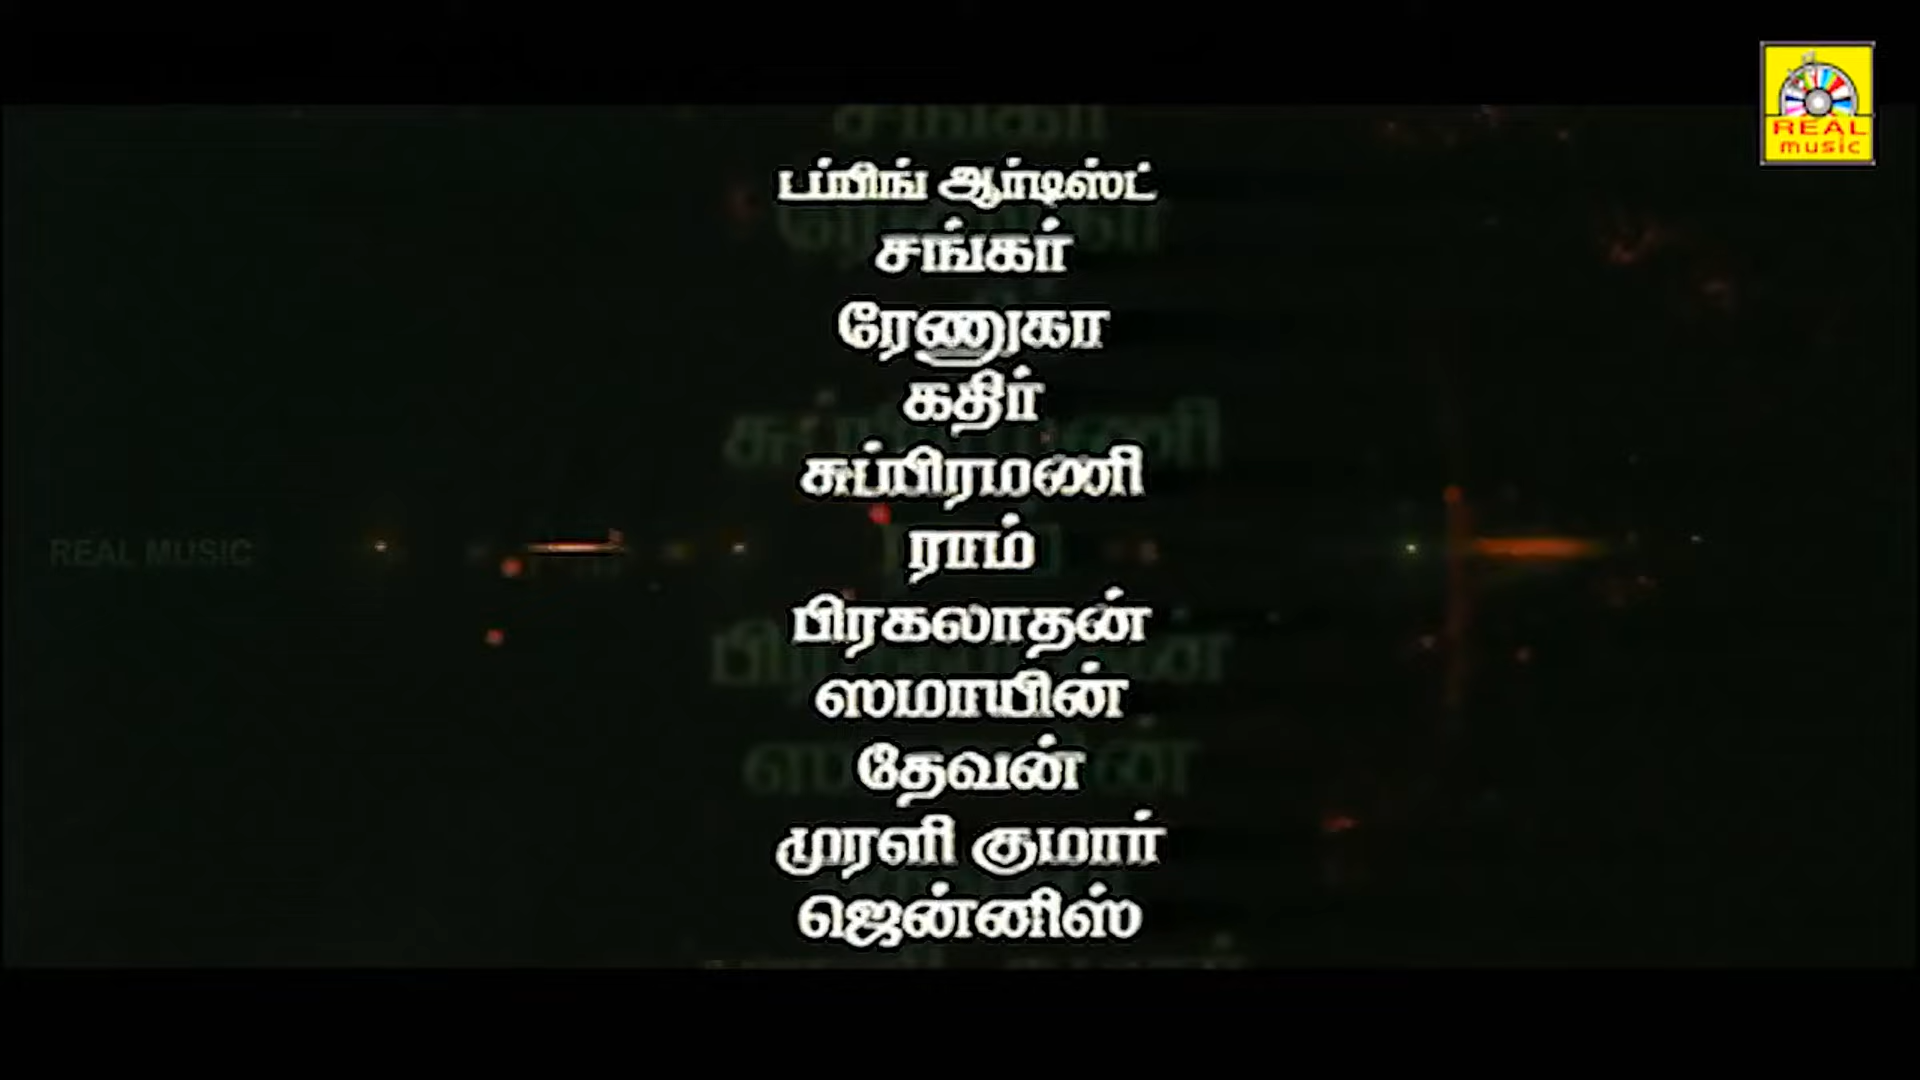 REAL
music
டப்பிங் ஆர்டிஸ்ட்
சங்கர்
ரேணுகா
கதிர்
சுப்பிரமணி
ராம்
REAL MUSIC
பிரகலாதன்
ஸமாயின்
தேவன்
முரளி குமார்
ஜென்னிஸ்